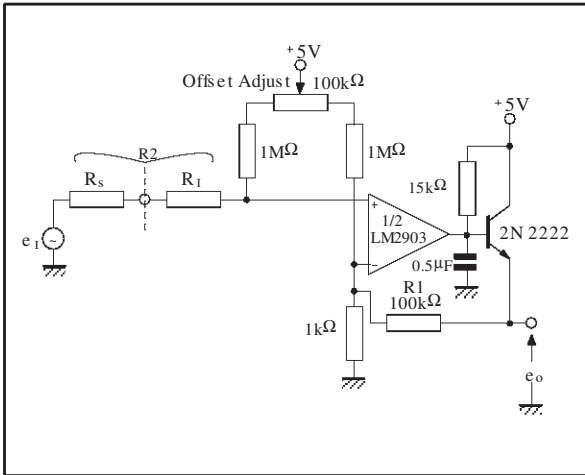 +5V
Offset Adjust 100kΩ
+5V
1MΩ
1MΩ
R2
RS
RI
15kΩ
+
1/2
LM2903
2N 2222
eI
~
0.5μF
−
R1
100kΩ
1kΩ
eo